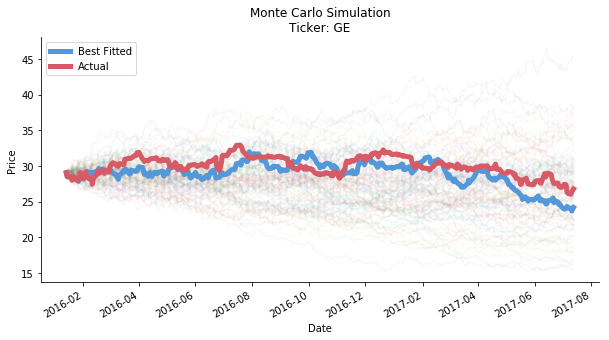 Monte Carlo Simulation
Ticker: GE
Best Fitted
Actual
45
40
35
30
25
20
15
Price
2016-02
2016-04
2016-06
2016-08
2016-10
2016-12
2017-02
2017-04
2017-06
2017-08
Date